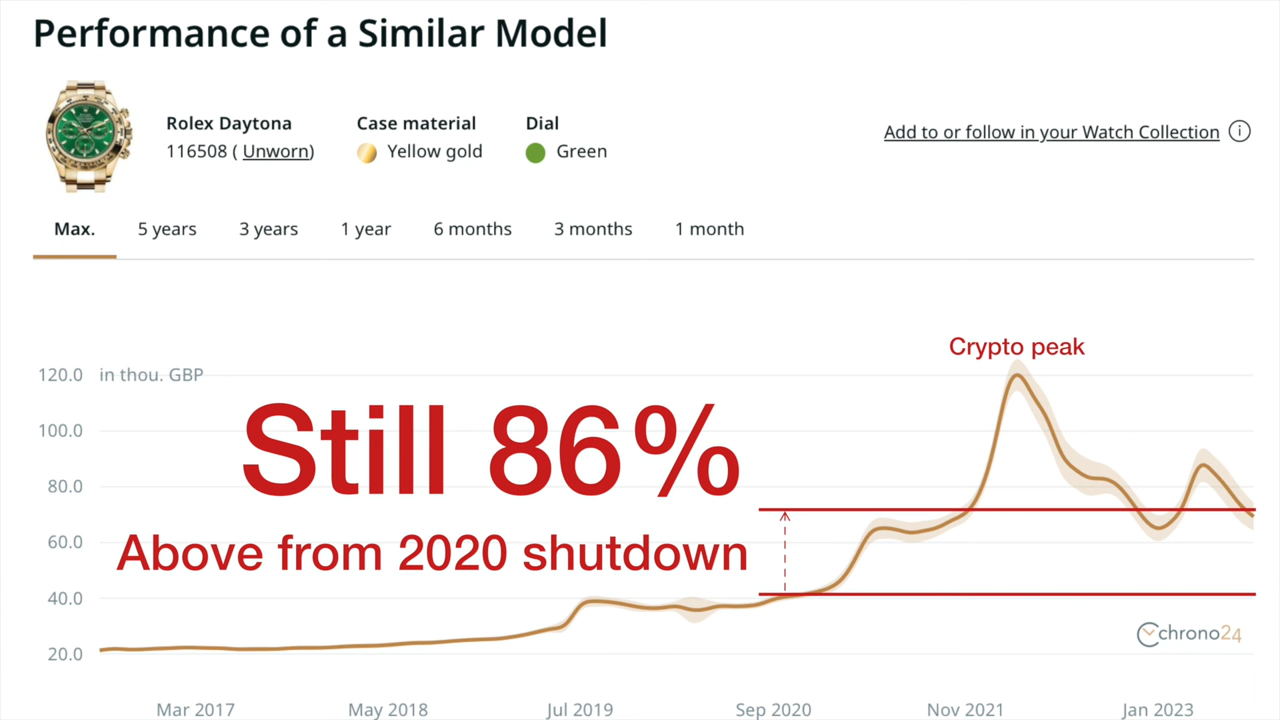 Performance of a Similar Model
Rolex Daytona
116508 ( Unworn)
Case material
Yellow gold
Dial
Green
Add to or follow in your Watch Collection
Max. 5 years 3 years 1 year 6 months 3 months 1 month
Crypto peak
120.0 in thou. GBP
100.0
Still 86%
80.0
60.0
Above from 2020 shutdown
40.0
chrono24
20.0
Mar 2017 May 2018 Jul 2019 Sep 2020 Nov 2021 Jan 2023